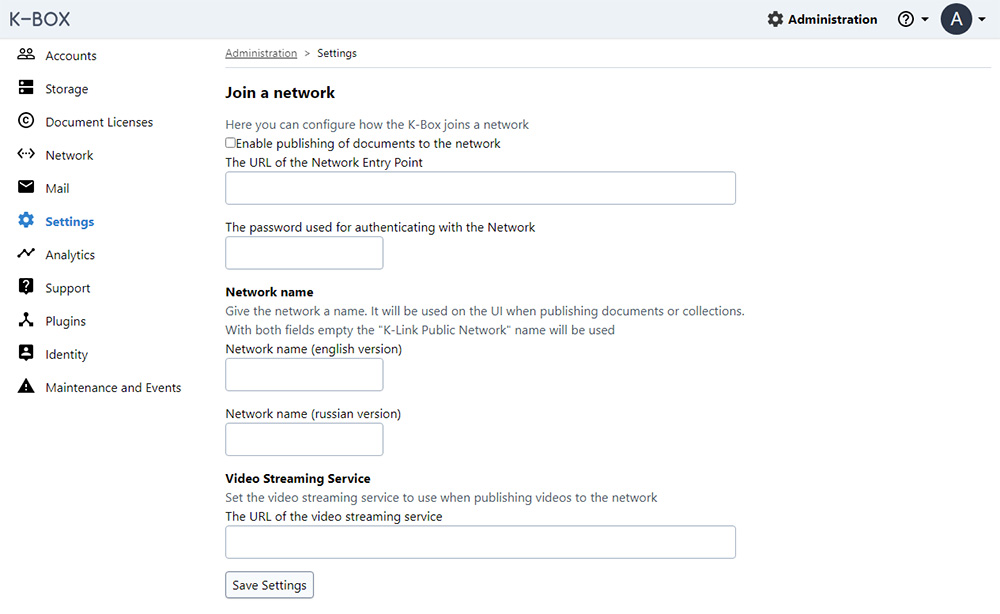 K-BOX
Administration
A
Accounts
Storage
Document Licenses
Network
Mail
Settings
Analytics
Support
Plugins
Identity
Maintenance and Events
Administration > Settings
Join a network
Here you can configure how the K-Box joins a network
Enable publishing of documents to the network
The URL of the Network Entry Point
The password used for authenticating with the Network
Network name
Give the network a name. It will be used on the UI when publishing documents or collections.
With both fields empty the "K-Link Public Network" name will be used
Network name (english version)
Network name (russian version)
Video Streaming Service
Set the video streaming service to use when publishing videos to the network
The URL of the video streaming service
Save Settings